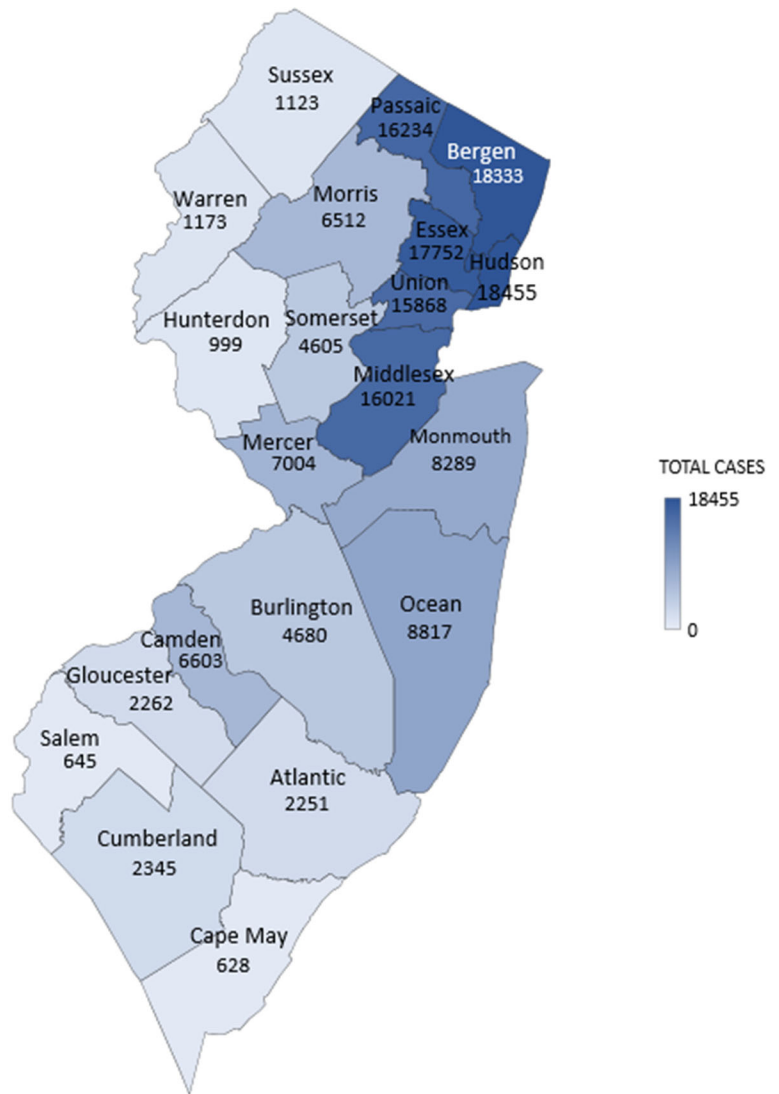 Sussex
1123
Passaic
16234
Bergen
18333
Warren
1173
Morris
6512
Essex
17752
Hudson
18455
Union
15868
Hunterdon
999
Somerset
4605
Middlesex
16021
Mercer
7004
Monmouth
8289
TOTAL CASES
18455
0
Burlington
4680
Ocean
8817
Camden
6603
Gloucester
2262
Salem
645
Atlantic
2251
Cumberland
2345
Cape May
628